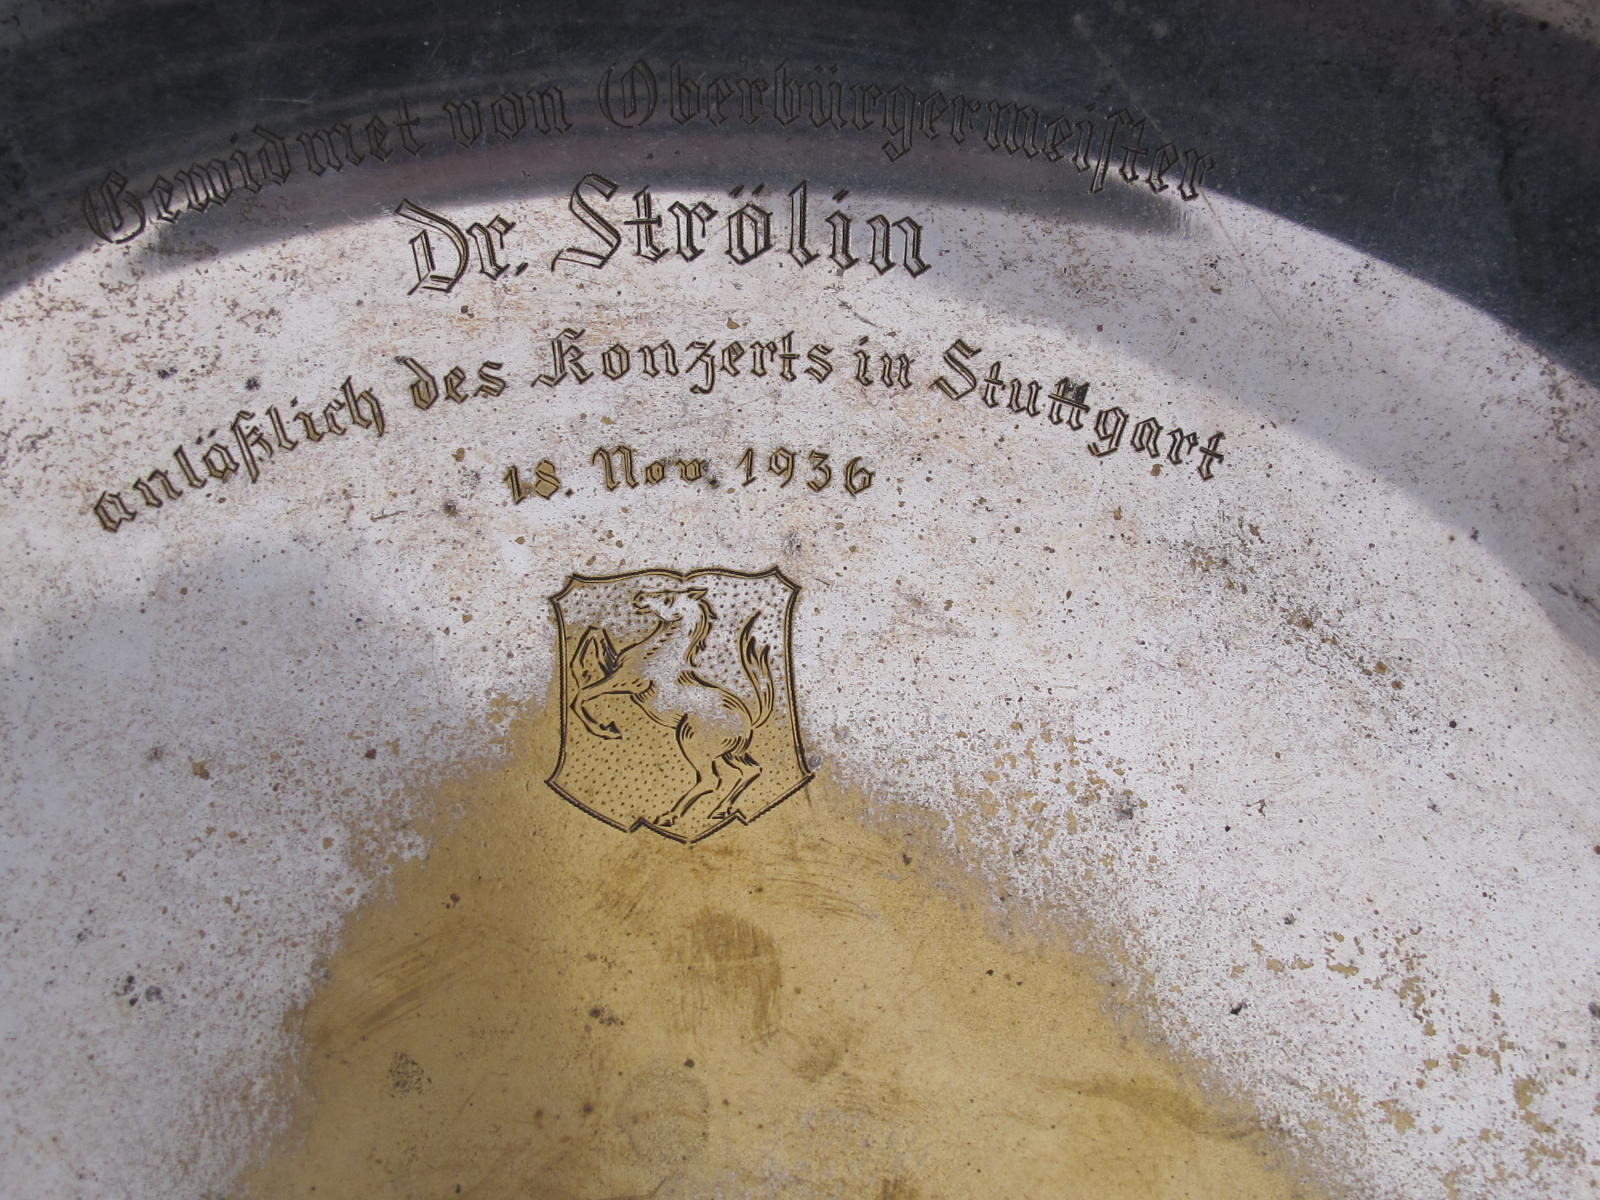 Gewidmet von Oberbürgermeister
Dr. Strölin
anläßlich des Konzerts in Stuttgart
18. Nov. 1936